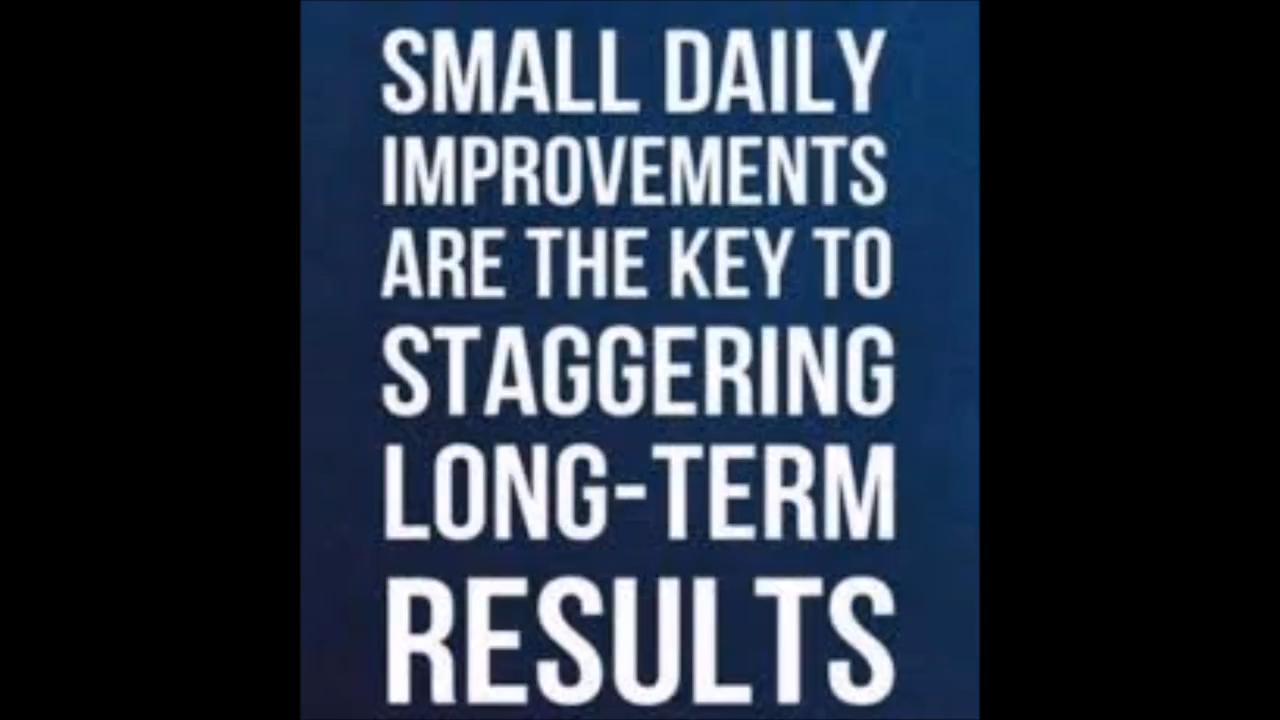 SMALL DAILY
IMPROVEMENTS
ARE THE KEY TO
STAGGERING
LONG-TERM
RESULTS